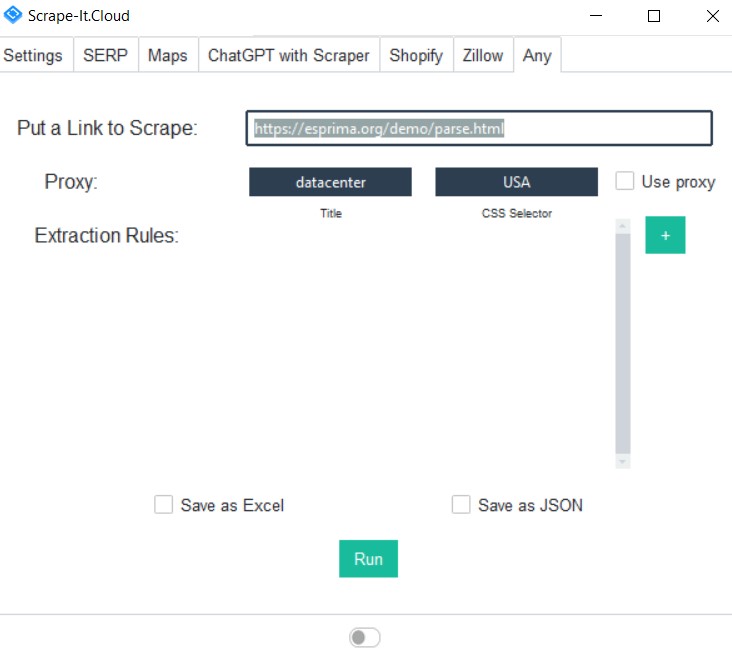 Scrape-It.Cloud
Settings SERP Maps ChatGPT with Scraper Shopify Zillow Any
Put a Link to Scrape: https://esprima.org/demo/parse.html
Proxy: datacenter USA Use proxy
Title CSS Selector
Extraction Rules: +
Save as Excel Save as JSON
Run